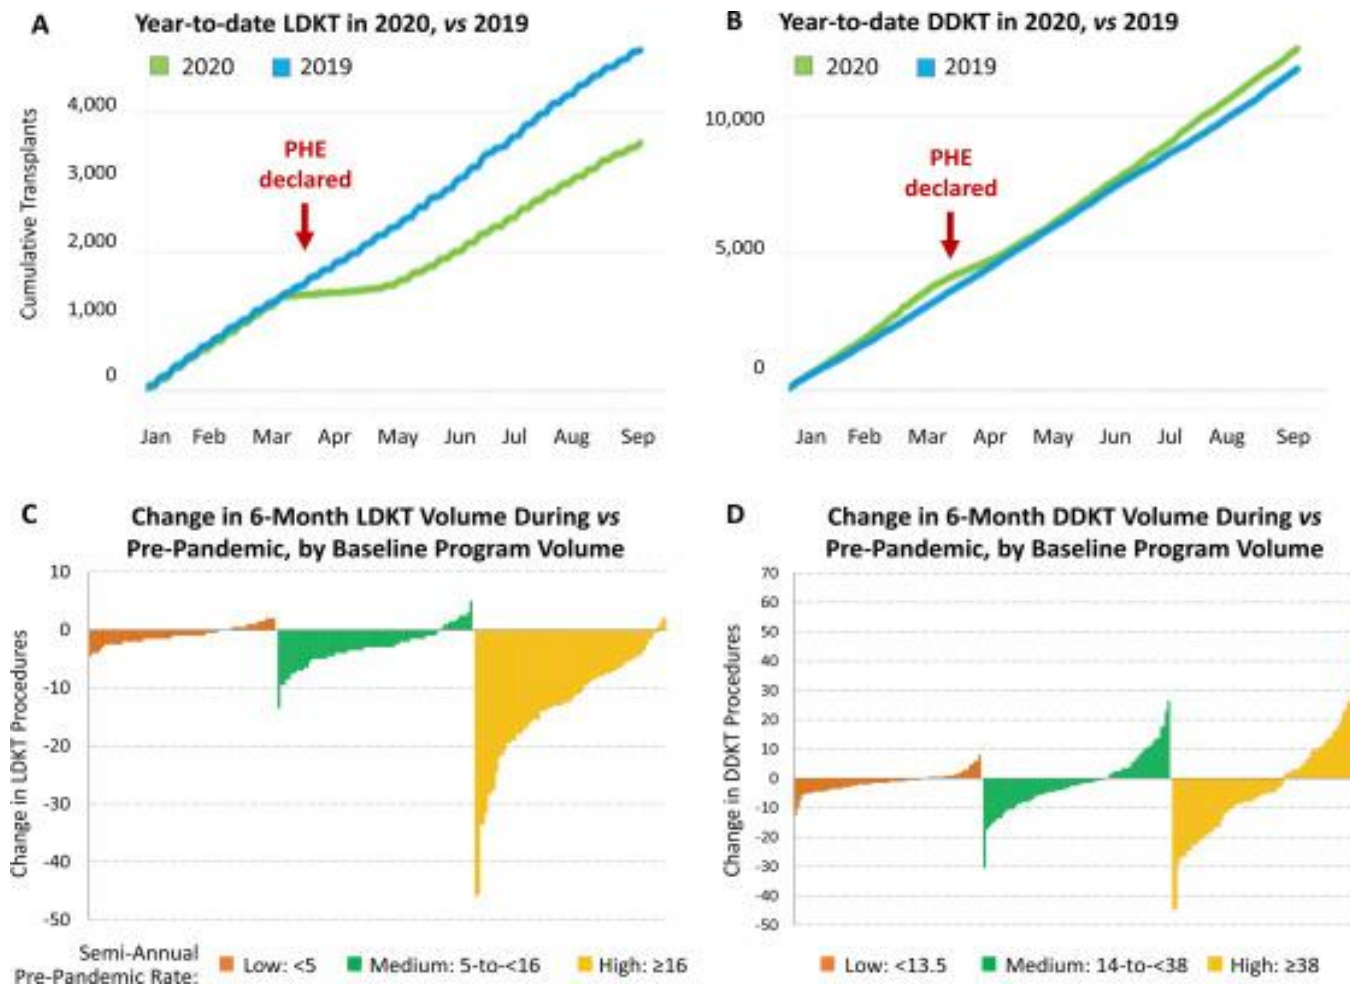 A
Year-to-date LDKT in 2020, vs 2019
2020 2019
Cumulative Transplants
4,000
3,000
2,000
1,000
0
PHE
declared
Jan Feb Mar Apr May Jun Jul Aug Sep
B
Year-to-date DDKT in 2020, vs 2019
2020 2019
10,000
5,000
0
PHE
declared
Jan Feb Mar Apr May Jun Jul Aug Sep
C
Change in 6-Month LDKT Volume During vs
Pre-Pandemic, by Baseline Program Volume
Change in LDKT Procedures
10
0
-10
-20
-30
-40
-50
Semi-Annual
Pre-Pandemic Rate:
Low: <5 Medium: 5-to-<16 High: ≥16
D
Change in 6-Month DDKT Volume During vs
Pre-Pandemic, by Baseline Program Volume
Change in DDKT Procedures
70
60
50
40
30
20
10
0
-10
-20
-30
-40
-50
Low: <13.5 Medium: 14-to-<38 High: ≥38